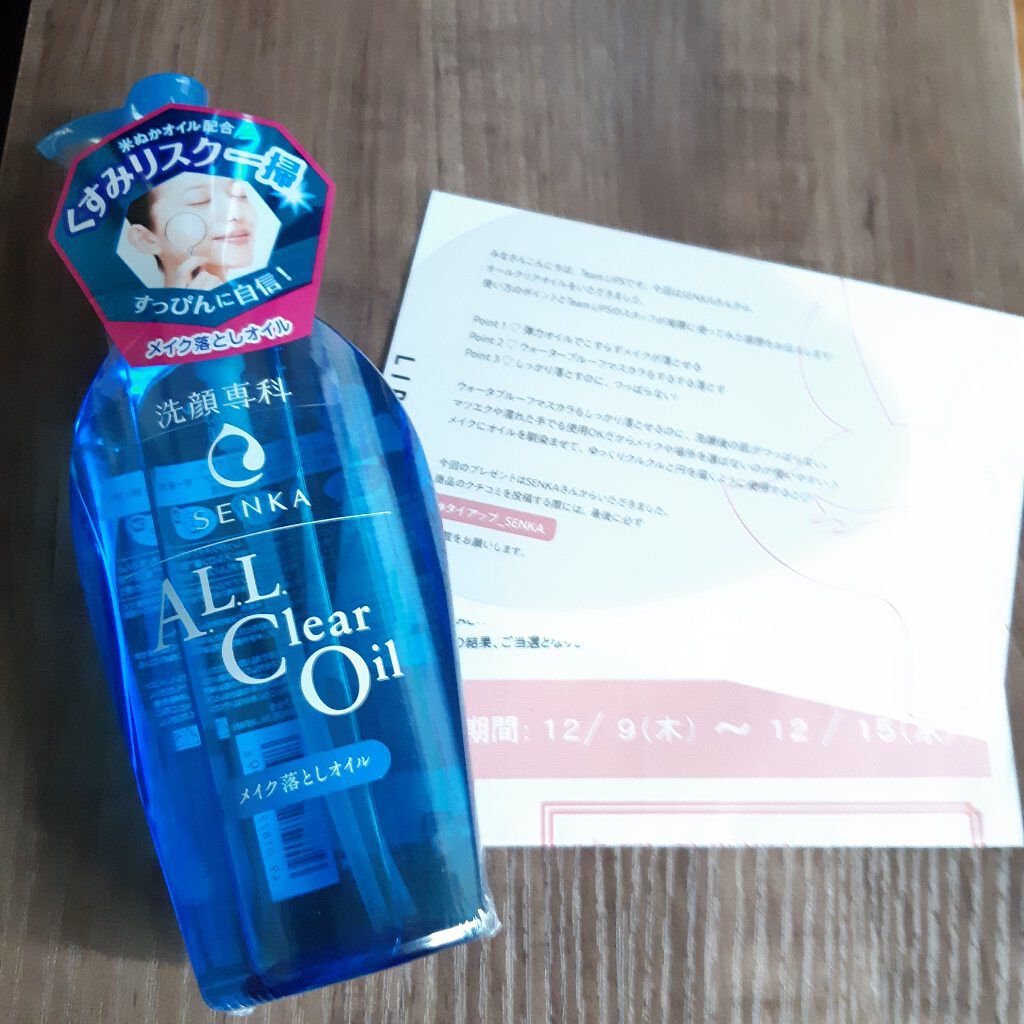 米ぬかオイル配合
くすみリスク一掃
すっぴんに自信!
メイク落としオイル
洗顔専科
SENKA
A.L.L.
Clear
Oil
メイク落としオイル
みなさんこんにちは、Team LIPSです。今回はSENKAさんから、
オールクリアオイルをいただきました。
使い方のポイントとTeam LIPSのスタッフが実際に使ってみた感想をお届けします!
Point 1 ♡ 弾力オイルでこすらずメイクが落とせる
Point 2 ♡ ウォータープルーフマスカラもするする落とす
Point 3 ♡ しっかり落とすのに、つっぱらない?
ウォータプルーフマスカラもしっかり落とせるのに、洗顔後の肌がつっぱらない
マツエクや濡れた手でも使用OKだからメイクや場所を選ばないのが使いやすい!
メイクにオイルを馴染ませて、ゆっくりクルクルと円を描くように使用すると◎
今回のプレゼントはSENKAさんからいただきました。
商品のクチコミを投稿する際には、最後に必ず
#タイアップ_SENKA
をお願いします。
の結果、ご当選とな
期間: 12/9(木) 〜 12/15(水)